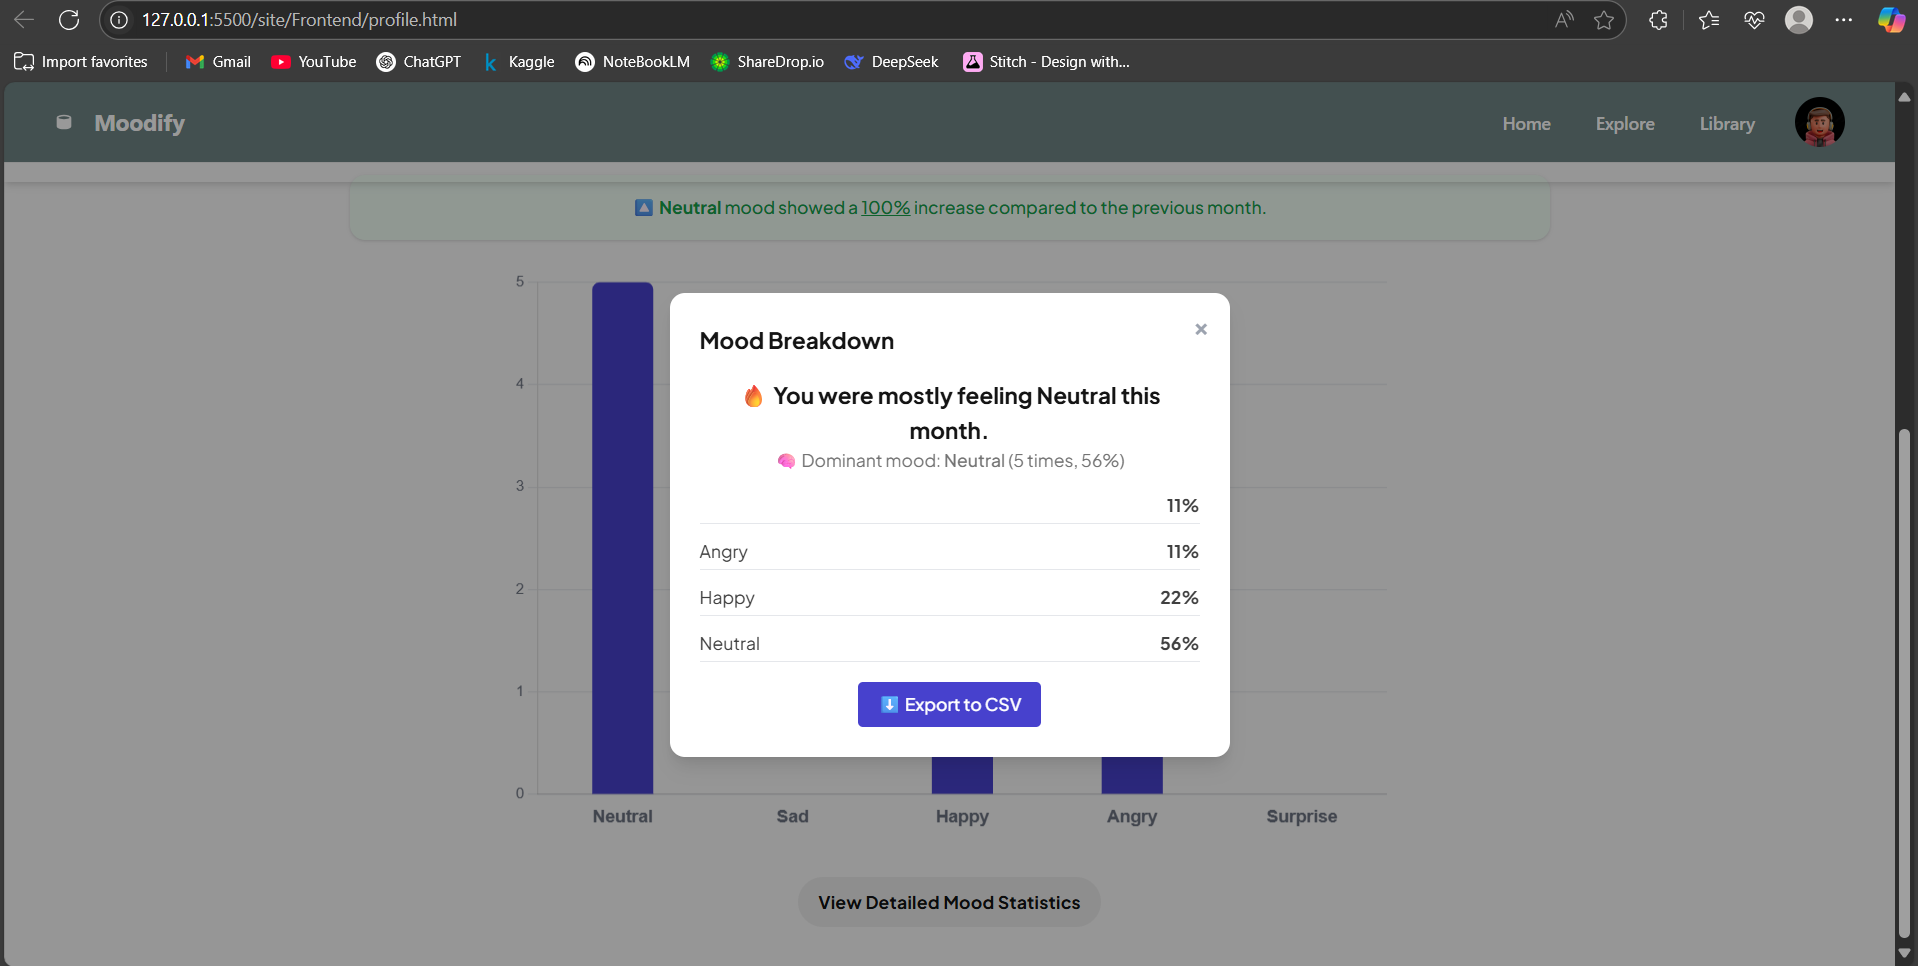 127.0.0.1:5500/site/Frontend/profile.html
Import favorites Gmail YouTube ChatGPT Kaggle NoteBookLM ShareDrop.io DeepSeek Stitch - Design with...
Moodify Home Explore Library
Neutral mood showed a 100% increase compared to the previous month.
5
4
3
2
1
0
Mood Breakdown ×
🔥 You were mostly feeling Neutral this
month.
🧠 Dominant mood: Neutral (5 times, 56%)
11%
Angry 11%
Happy 22%
Neutral 56%
⬇️ Export to CSV
Neutral Sad Happy Angry Surprise
View Detailed Mood Statistics